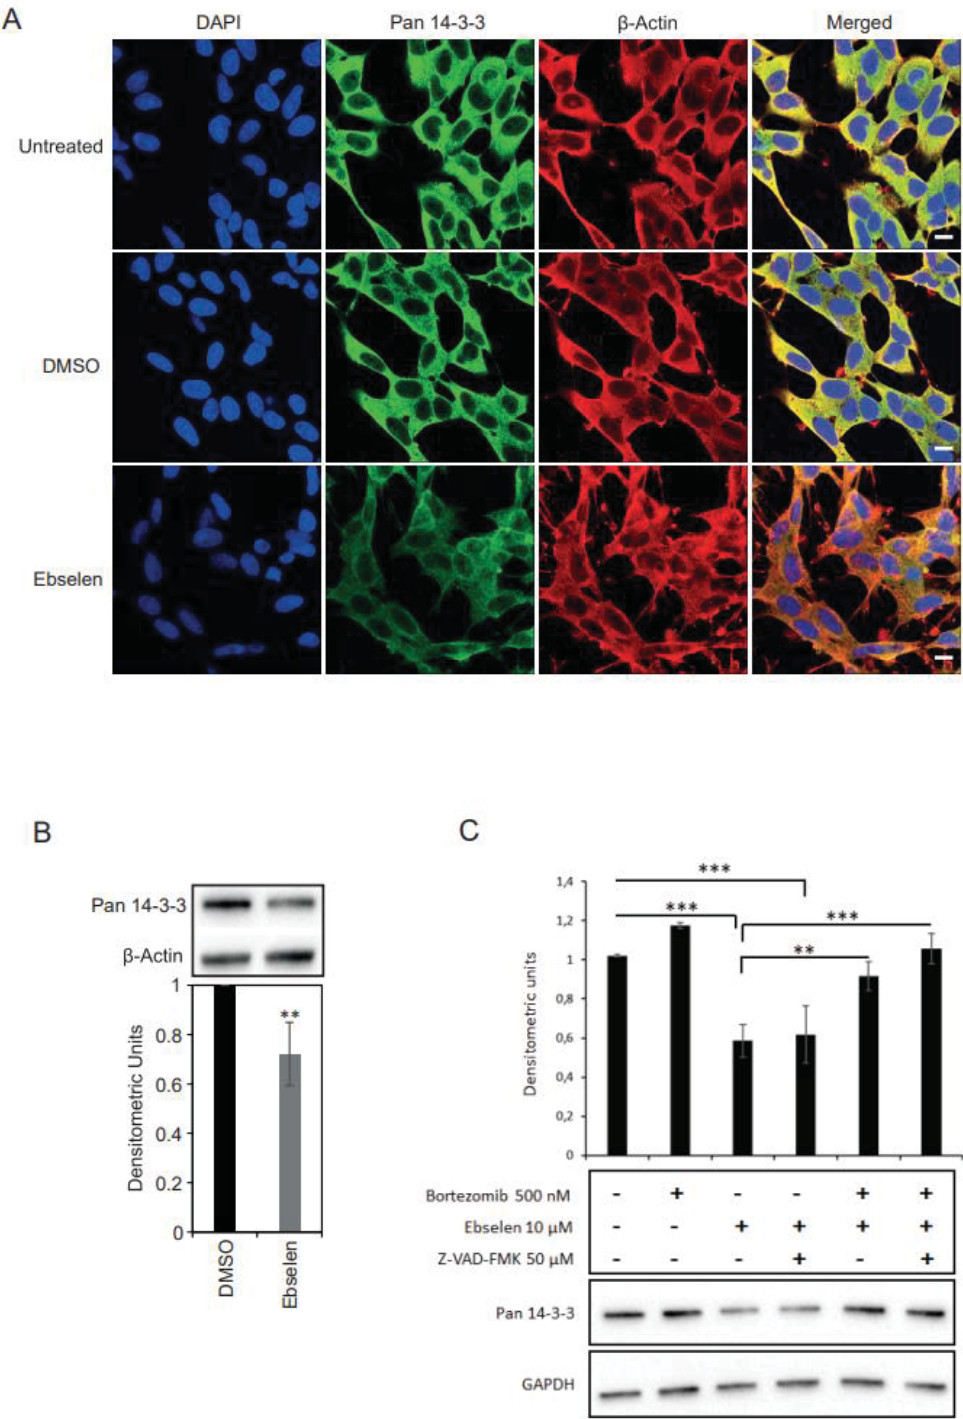 A
DAPI
Pan 14-3-3
β-Actin
Merged
Untreated
DMSO
Ebselen
B
Pan 14-3-3
β-Actin
Densitometric Units
1
0.8
0.6
0.4
0.2
0
**
DMSO
Ebselen
C
Densitometric units
1,4
1,2
1
0,8
0,6
0,4
0,2
0
***
***
***
**
Bortezomib 500 nM - + - - + +
Ebselen 10 µM - - + + + +
Z-VAD-FMK 50 µM - - - + - +
Pan 14-3-3
GAPDH